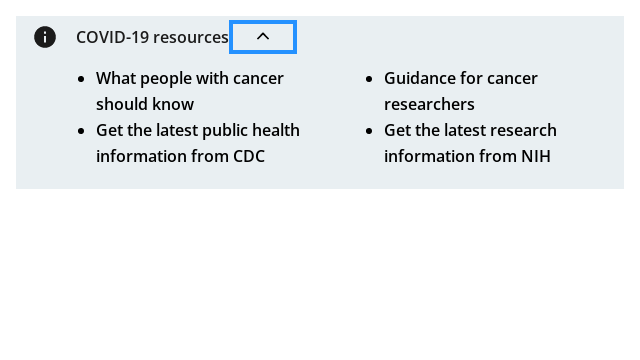 COVID-19 resources
What people with cancer
should know
Get the latest public health
information from CDC
Guidance for cancer
researchers
Get the latest research
information from NIH